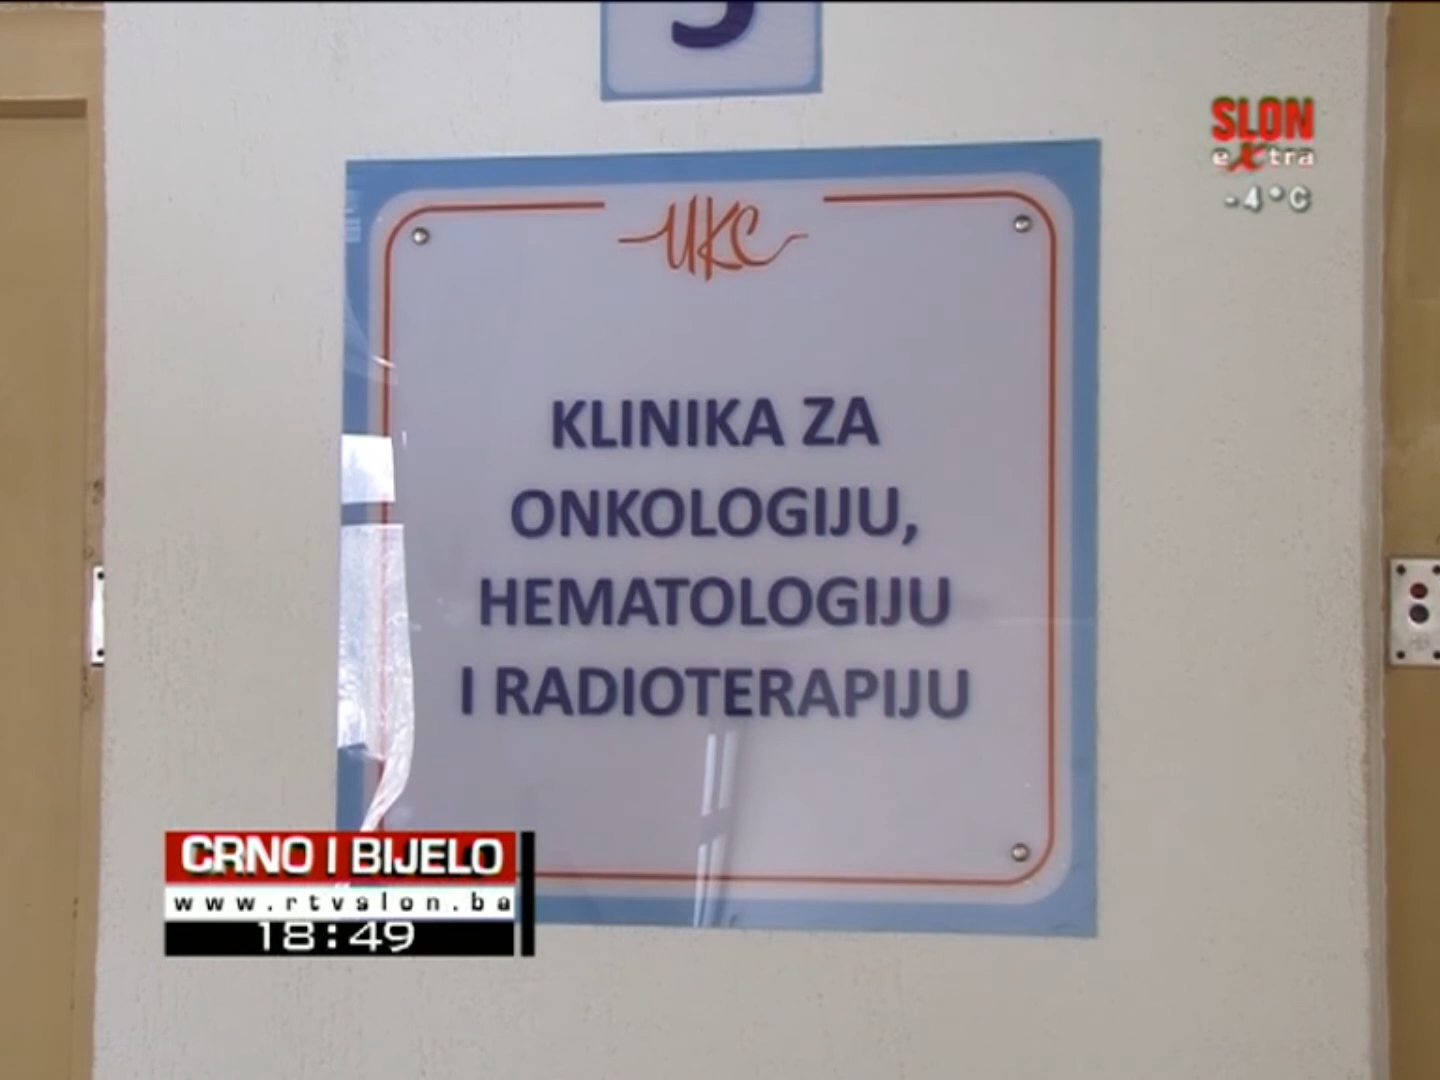 SLON
extra
-4°C
UKC
KLINIKA ZA
ONKOLOGIJU,
HEMATOLOGIJU
I RADIOTERAPIJU
CRNO I BIJELO
www.rtvslon.ba
18:49